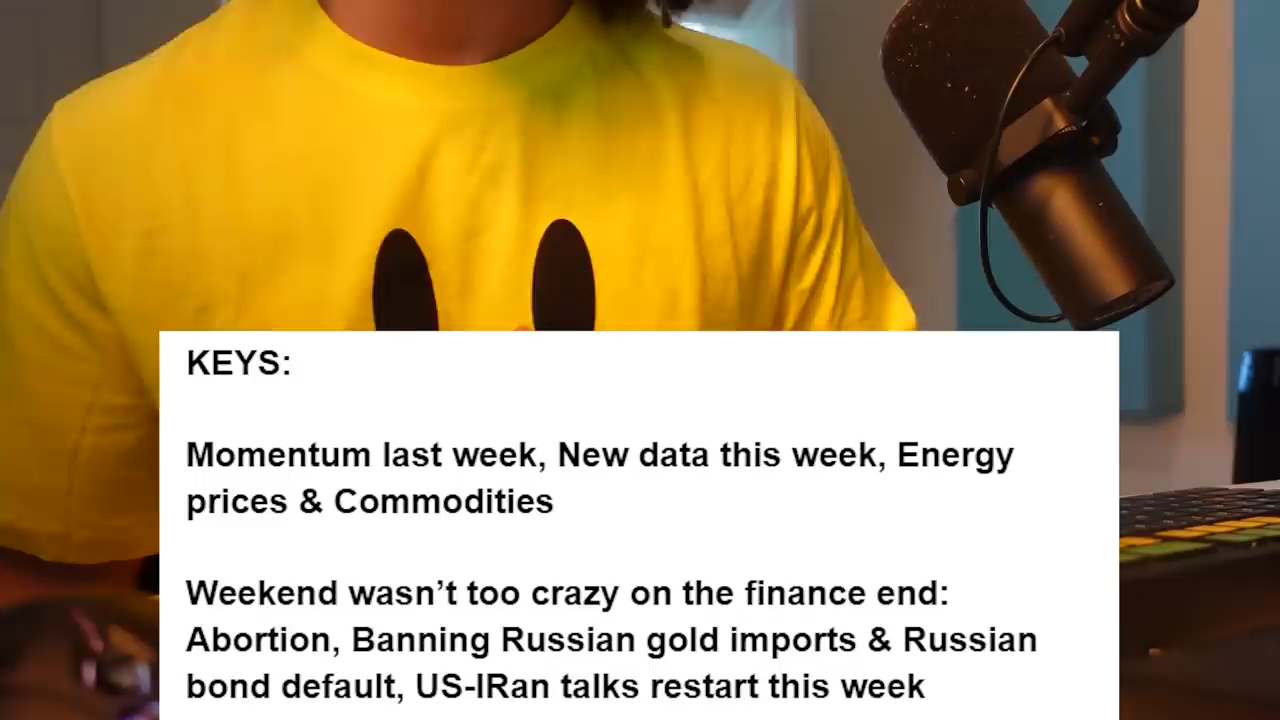 KEYS:
Momentum last week, New data this week, Energy
prices & Commodities
Weekend wasn’t too crazy on the finance end:
Abortion, Banning Russian gold imports & Russian
bond default, US-IRan talks restart this week